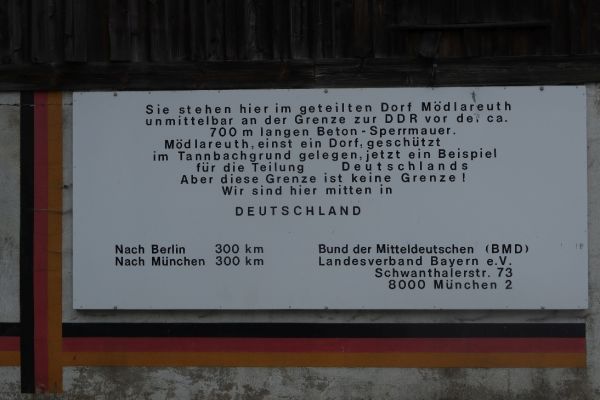 Sie stehen hier im geteilten Dorf Mödlareuth
unmittelbar an der Grenze zur DDR vor der ca.
700 m langen Beton - Sperrmauer.
Mödlareuth, einst ein Dorf, geschützt
im Tannbachgrund gelegen, jetzt ein Beispiel
für die Teilung Deutschlands
Aber diese Grenze ist keine Grenze!
Wir sind hier mitten in
DEUTSCHLAND
Nach Berlin 300 km
Nach München 300 km
Bund der Mitteldeutschen (BMD)
Landesverband Bayern e.V.
Schwanthalerstr. 73
8000 München 2